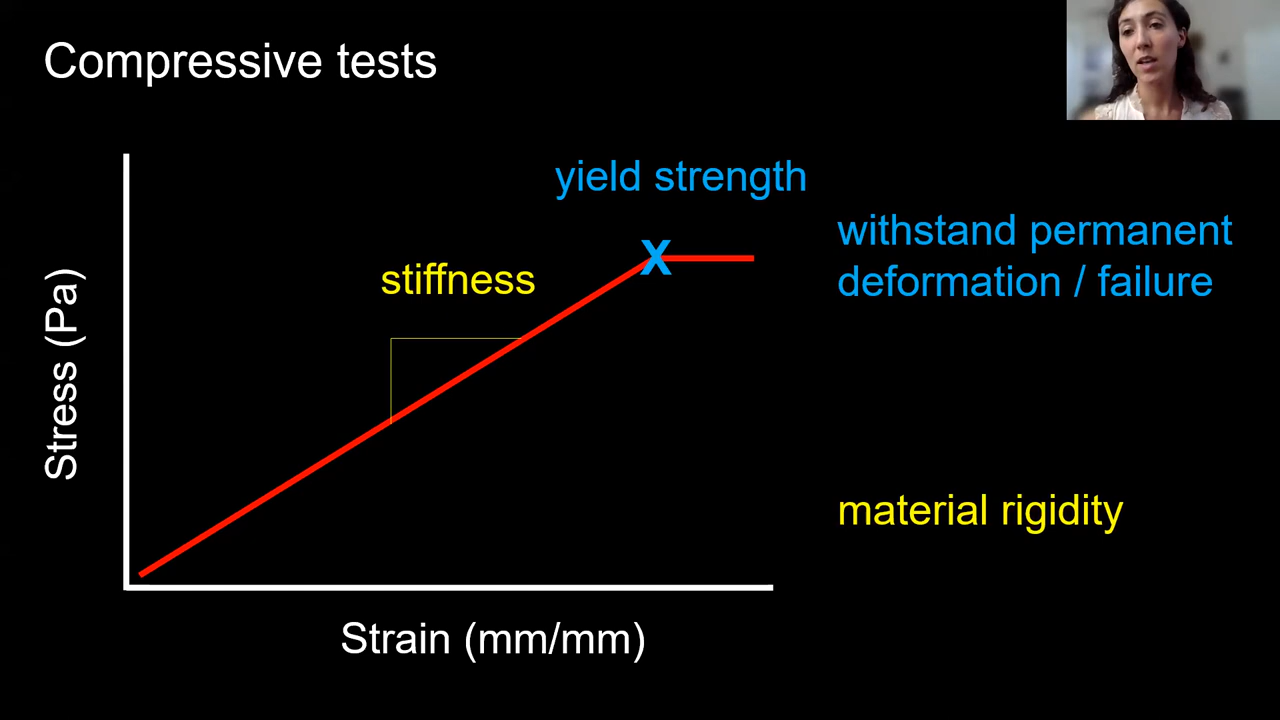 Compressive tests
yield strength
withstand permanent
deformation / failure
stiffness
X
Stress (Pa)
material rigidity
Strain (mm/mm)